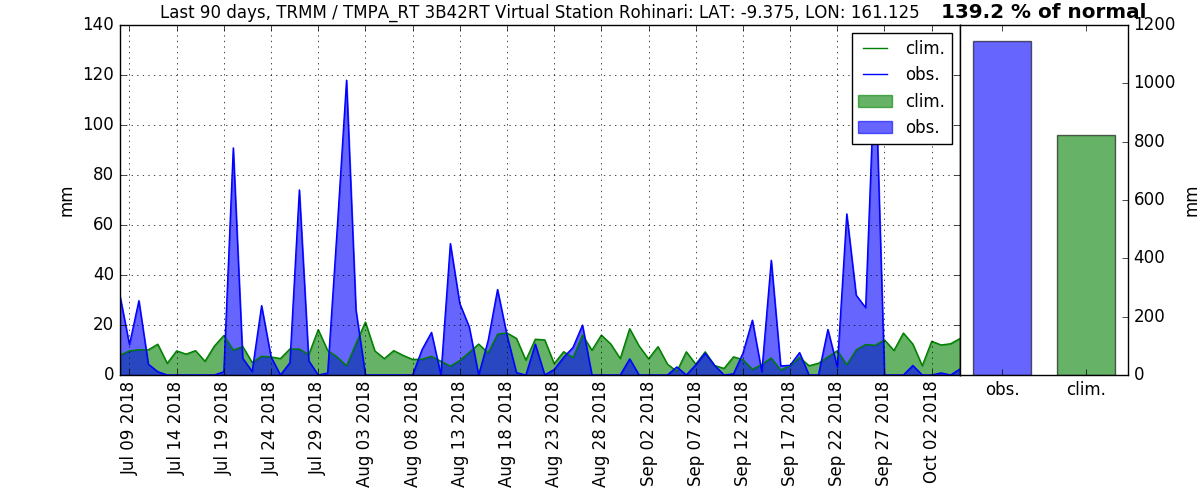 Last 90 days, TRMM / TMPA_RT 3B42RT Virtual Station Rohinari: LAT: -9.375, LON: 161.125
139.2 % of normal
140
120
100
80
60
40
20
0
mm
clim.
obs.
clim.
obs.
1200
1000
800
600
400
200
0
mm
obs.
clim.
Jul 09 2018
Jul 14 2018
Jul 19 2018
Jul 24 2018
Jul 29 2018
Aug 03 2018
Aug 08 2018
Aug 13 2018
Aug 18 2018
Aug 23 2018
Aug 28 2018
Sep 02 2018
Sep 07 2018
Sep 12 2018
Sep 17 2018
Sep 22 2018
Sep 27 2018
Oct 02 2018